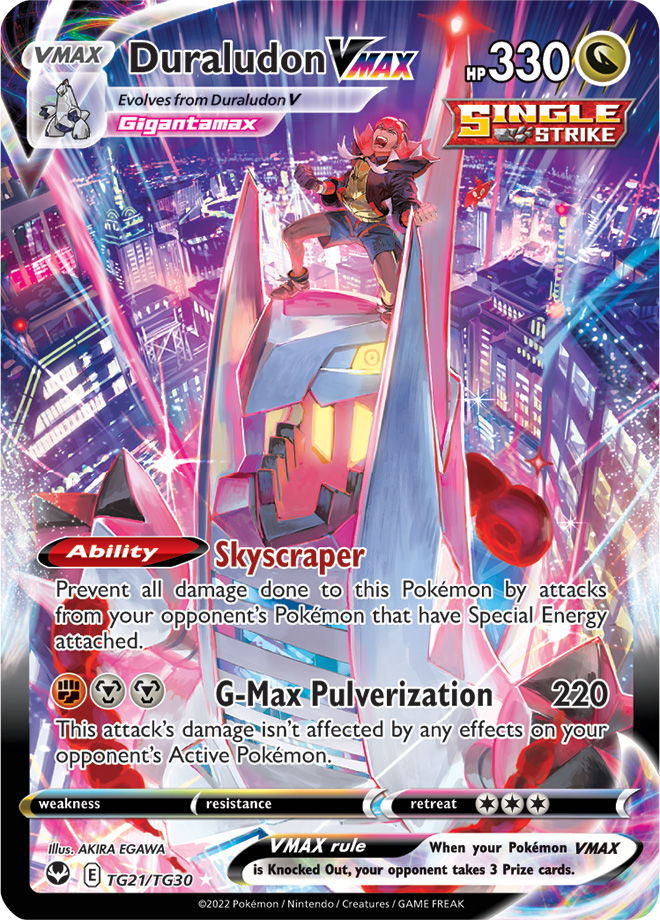 VMAX
Duraludon VMAX
HP 330
Evolves from Duraludon V
Gigantamax
SINGLE
STRIKE
Ability Skyscraper
Prevent all damage done to this Pokémon by attacks
from your opponent's Pokémon that have Special Energy
attached.
G-Max Pulverization 220
This attack's damage isn't affected by any effects on your
opponent's Active Pokémon.
weakness resistance retreat
Illus. AKIRA EGAWA
VMAX rule
When your Pokémon VMAX
is Knocked Out, your opponent takes 3 Prize cards.
E TG21/TG30
©2022 Pokémon / Nintendo / Creatures / GAME FREAK